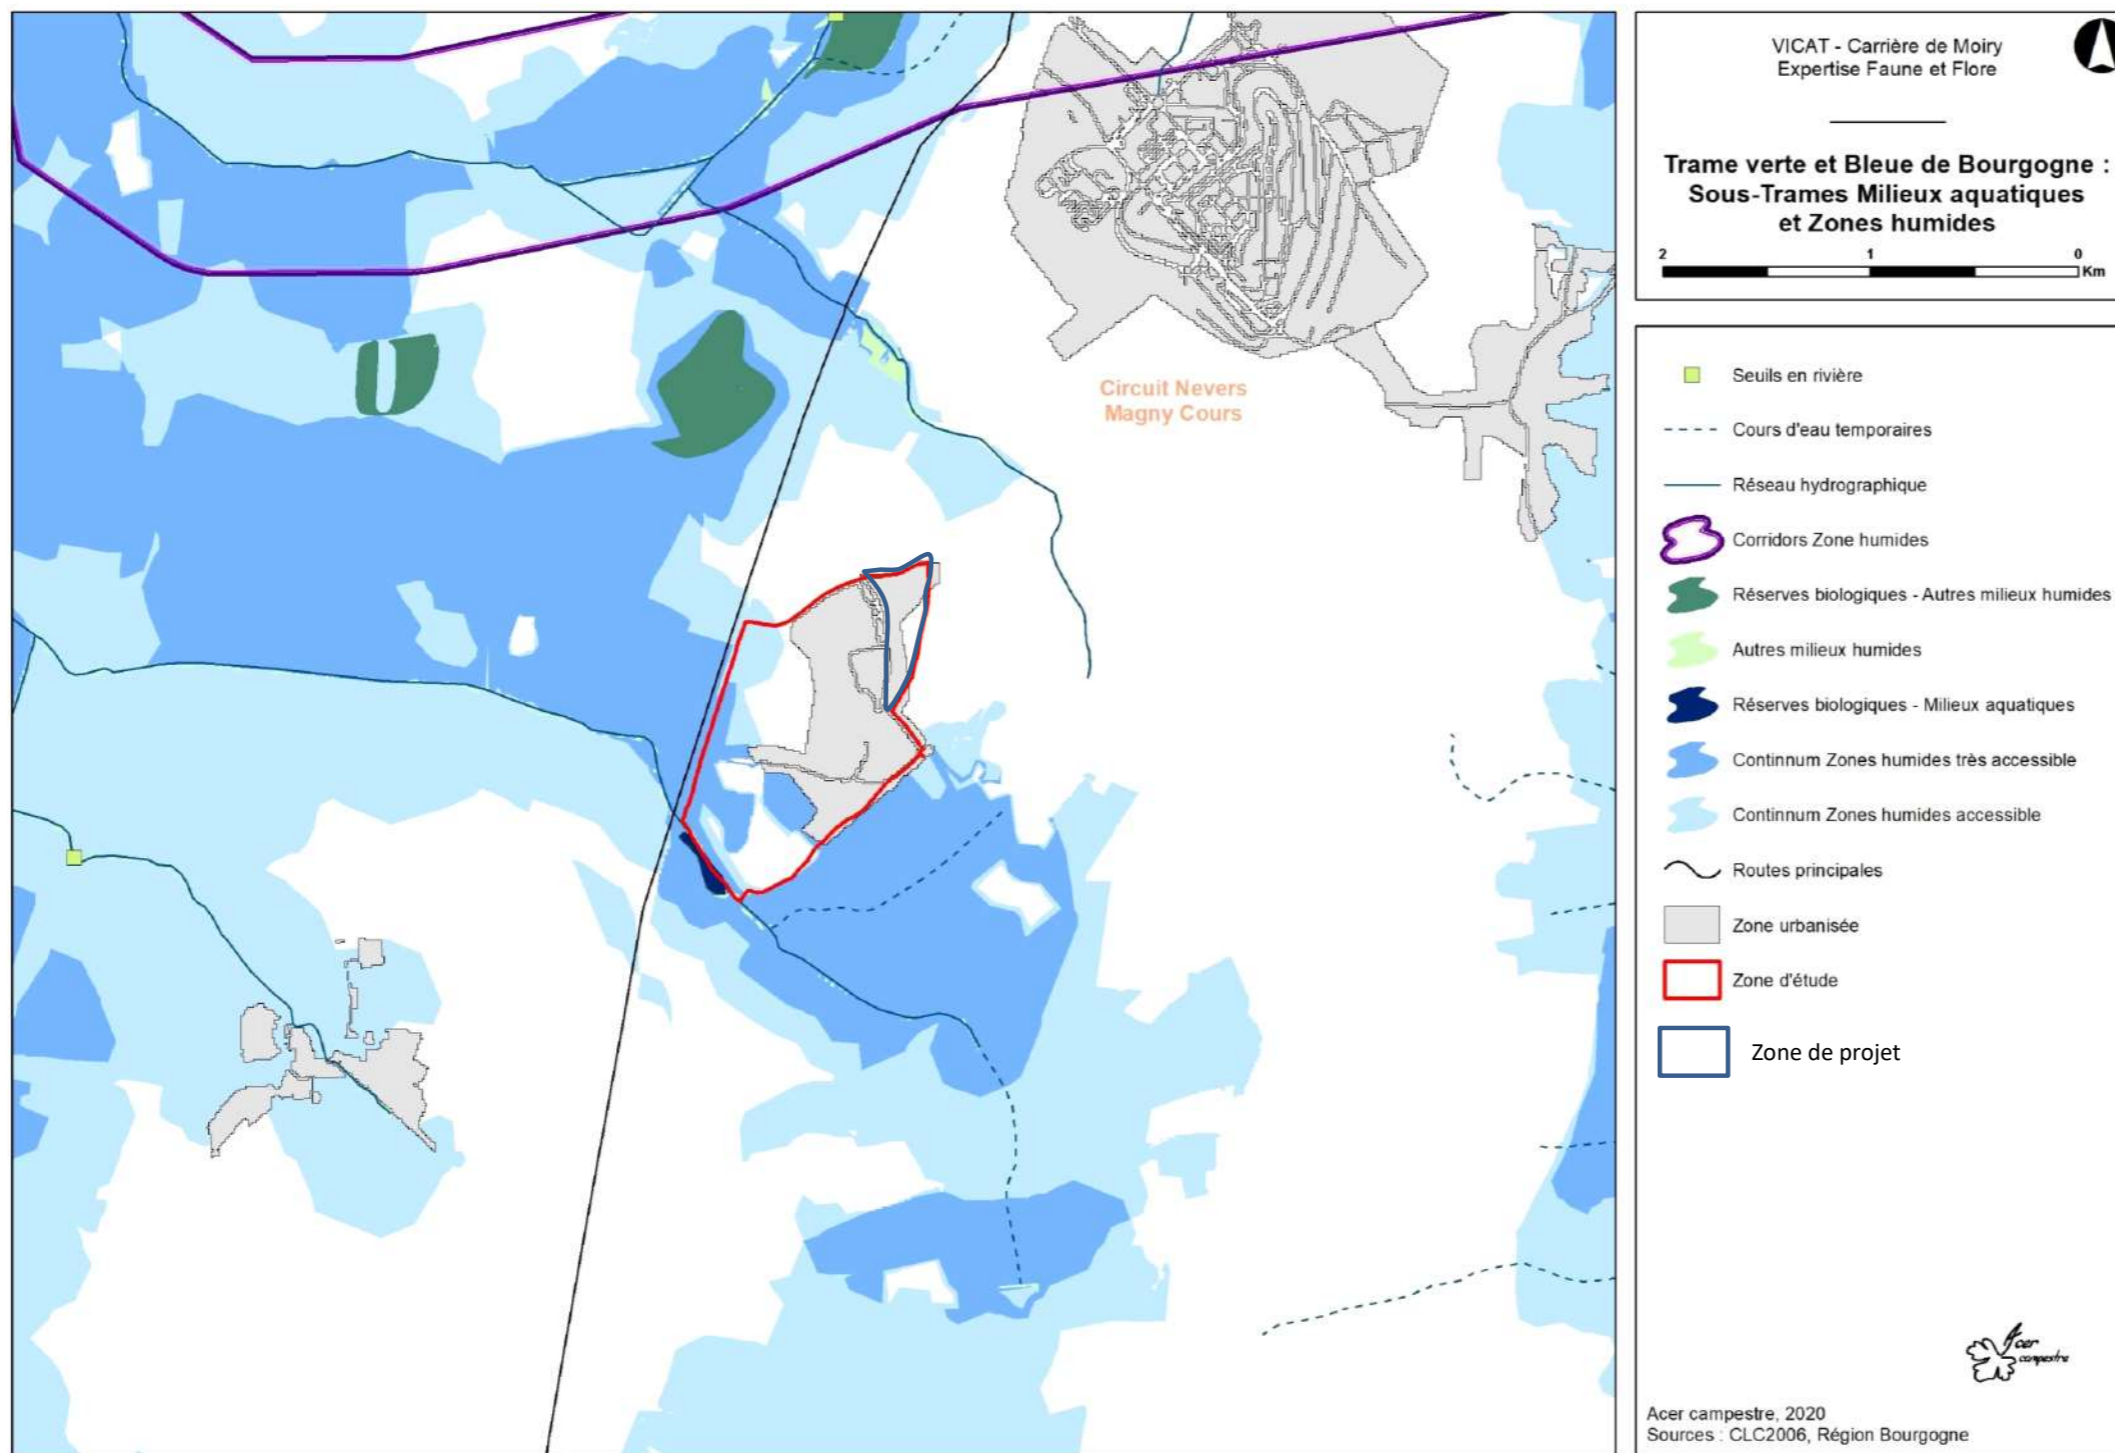 VICAT - Carrière de Moiry
Expertise Faune et Flore
Trame verte et Bleue de Bourgogne :
Sous-Trames Milieux aquatiques
et Zones humides
2 1 0
Km
Seuils en rivière
Cours d'eau temporaires
Réseau hydrographique
Corridors Zone humides
Réserves biologiques - Autres milieux humides
Autres milieux humides
Réserves biologiques - Milieux aquatiques
Continnum Zones humides très accessible
Continnum Zones humides accessible
Routes principales
Zone urbanisée
Zone d'étude
Zone de projet
Circuit Nevers
Magny Cours
Acer
campestre
Acer campestre, 2020
Sources : CLC2006, Région Bourgogne